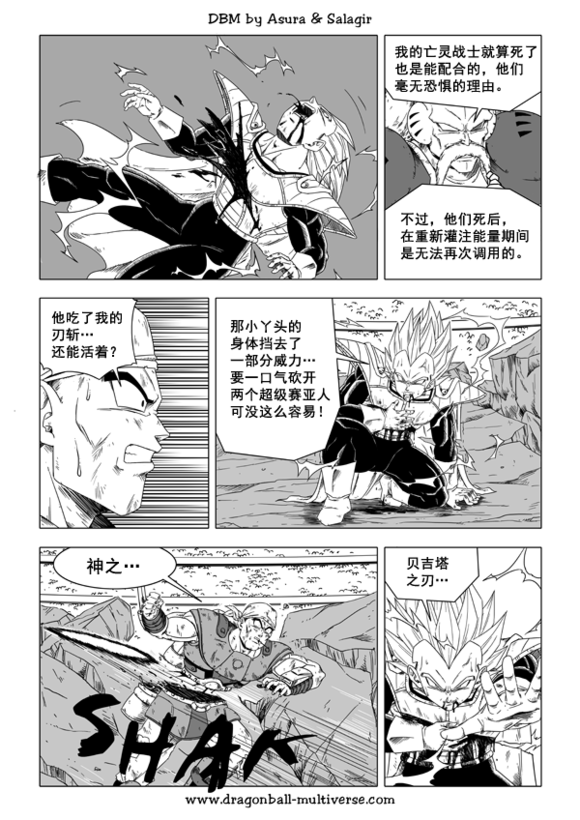 DBM by Asura & Salagir
我的亡灵战士就算死了
也是能配合的，他们
毫无恐惧的理由。
不过，他们死后，
在重新灌注能量期间
是无法再次调用的。
他吃了我的
刃斩…
还能活着？
那小丫头的
身体挡去了
一部分威力…
要一口气砍开
两个超级赛亚人
可没这么容易！
神之…
SHAK
贝吉塔
之刃…
www.dragonball-multiverse.com